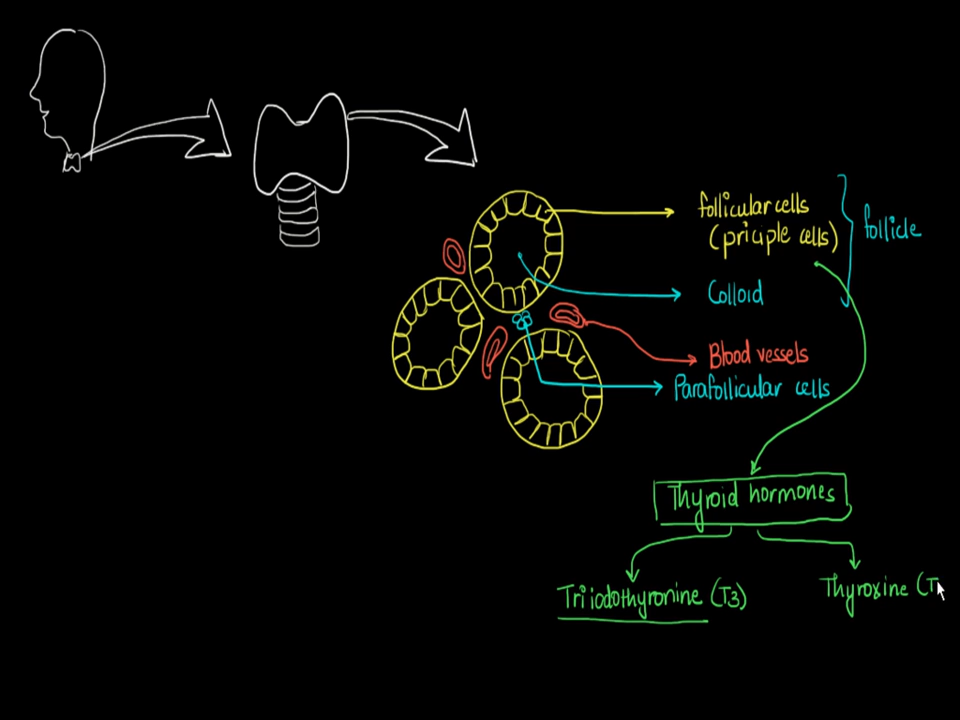 follicular cells
(priciple cells)
follicle
Colloid
Blood vessels
Parafollicular cells
Thyroid hormones
Triiodothyronine (T3)
Thyroxine (T